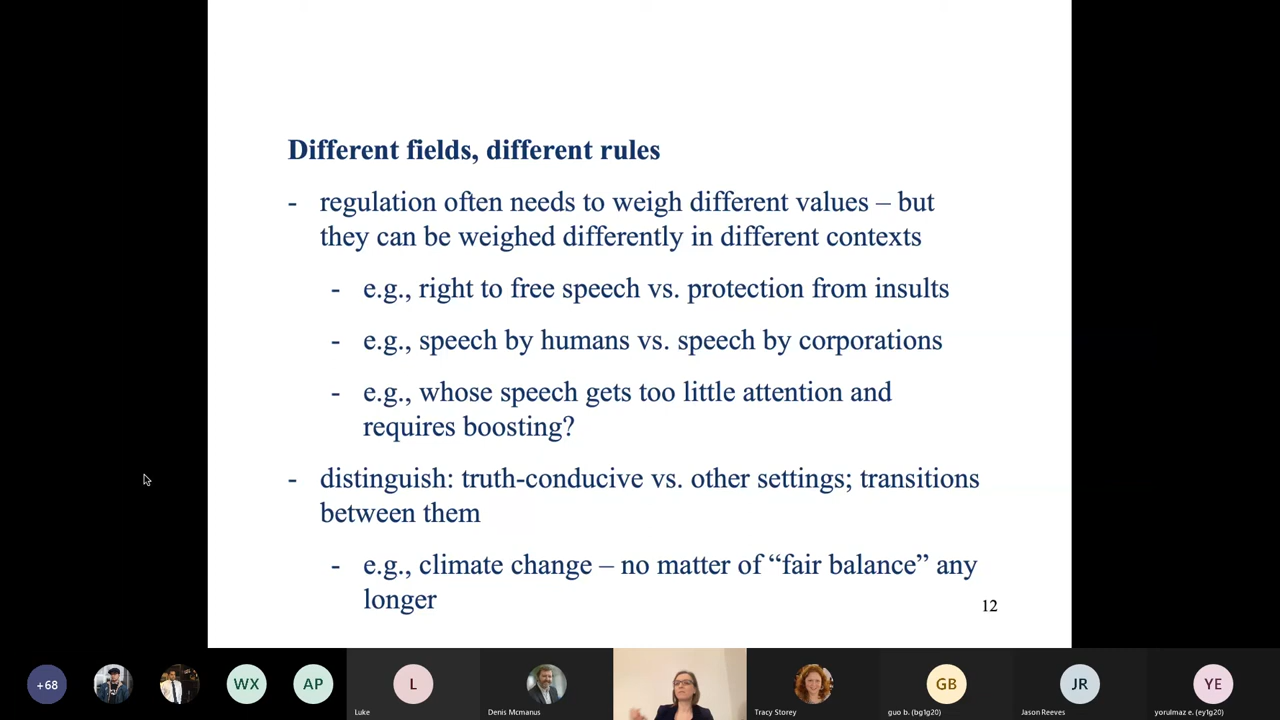 Different fields, different rules
- regulation often needs to weigh different values – but
they can be weighed differently in different contexts
- e.g., right to free speech vs. protection from insults
- e.g., speech by humans vs. speech by corporations
- e.g., whose speech gets too little attention and
requires boosting?
- distinguish: truth-conducive vs. other settings; transitions
between them
- e.g., climate change – no matter of “fair balance” any
longer
12
+68
WX
AP
L
GB
JR
YE
Luke
Denis Mcmanus
Tracy Storey
guo b. (bg1g20)
Jason Reeves
yorulmaz e. (ey1g20)